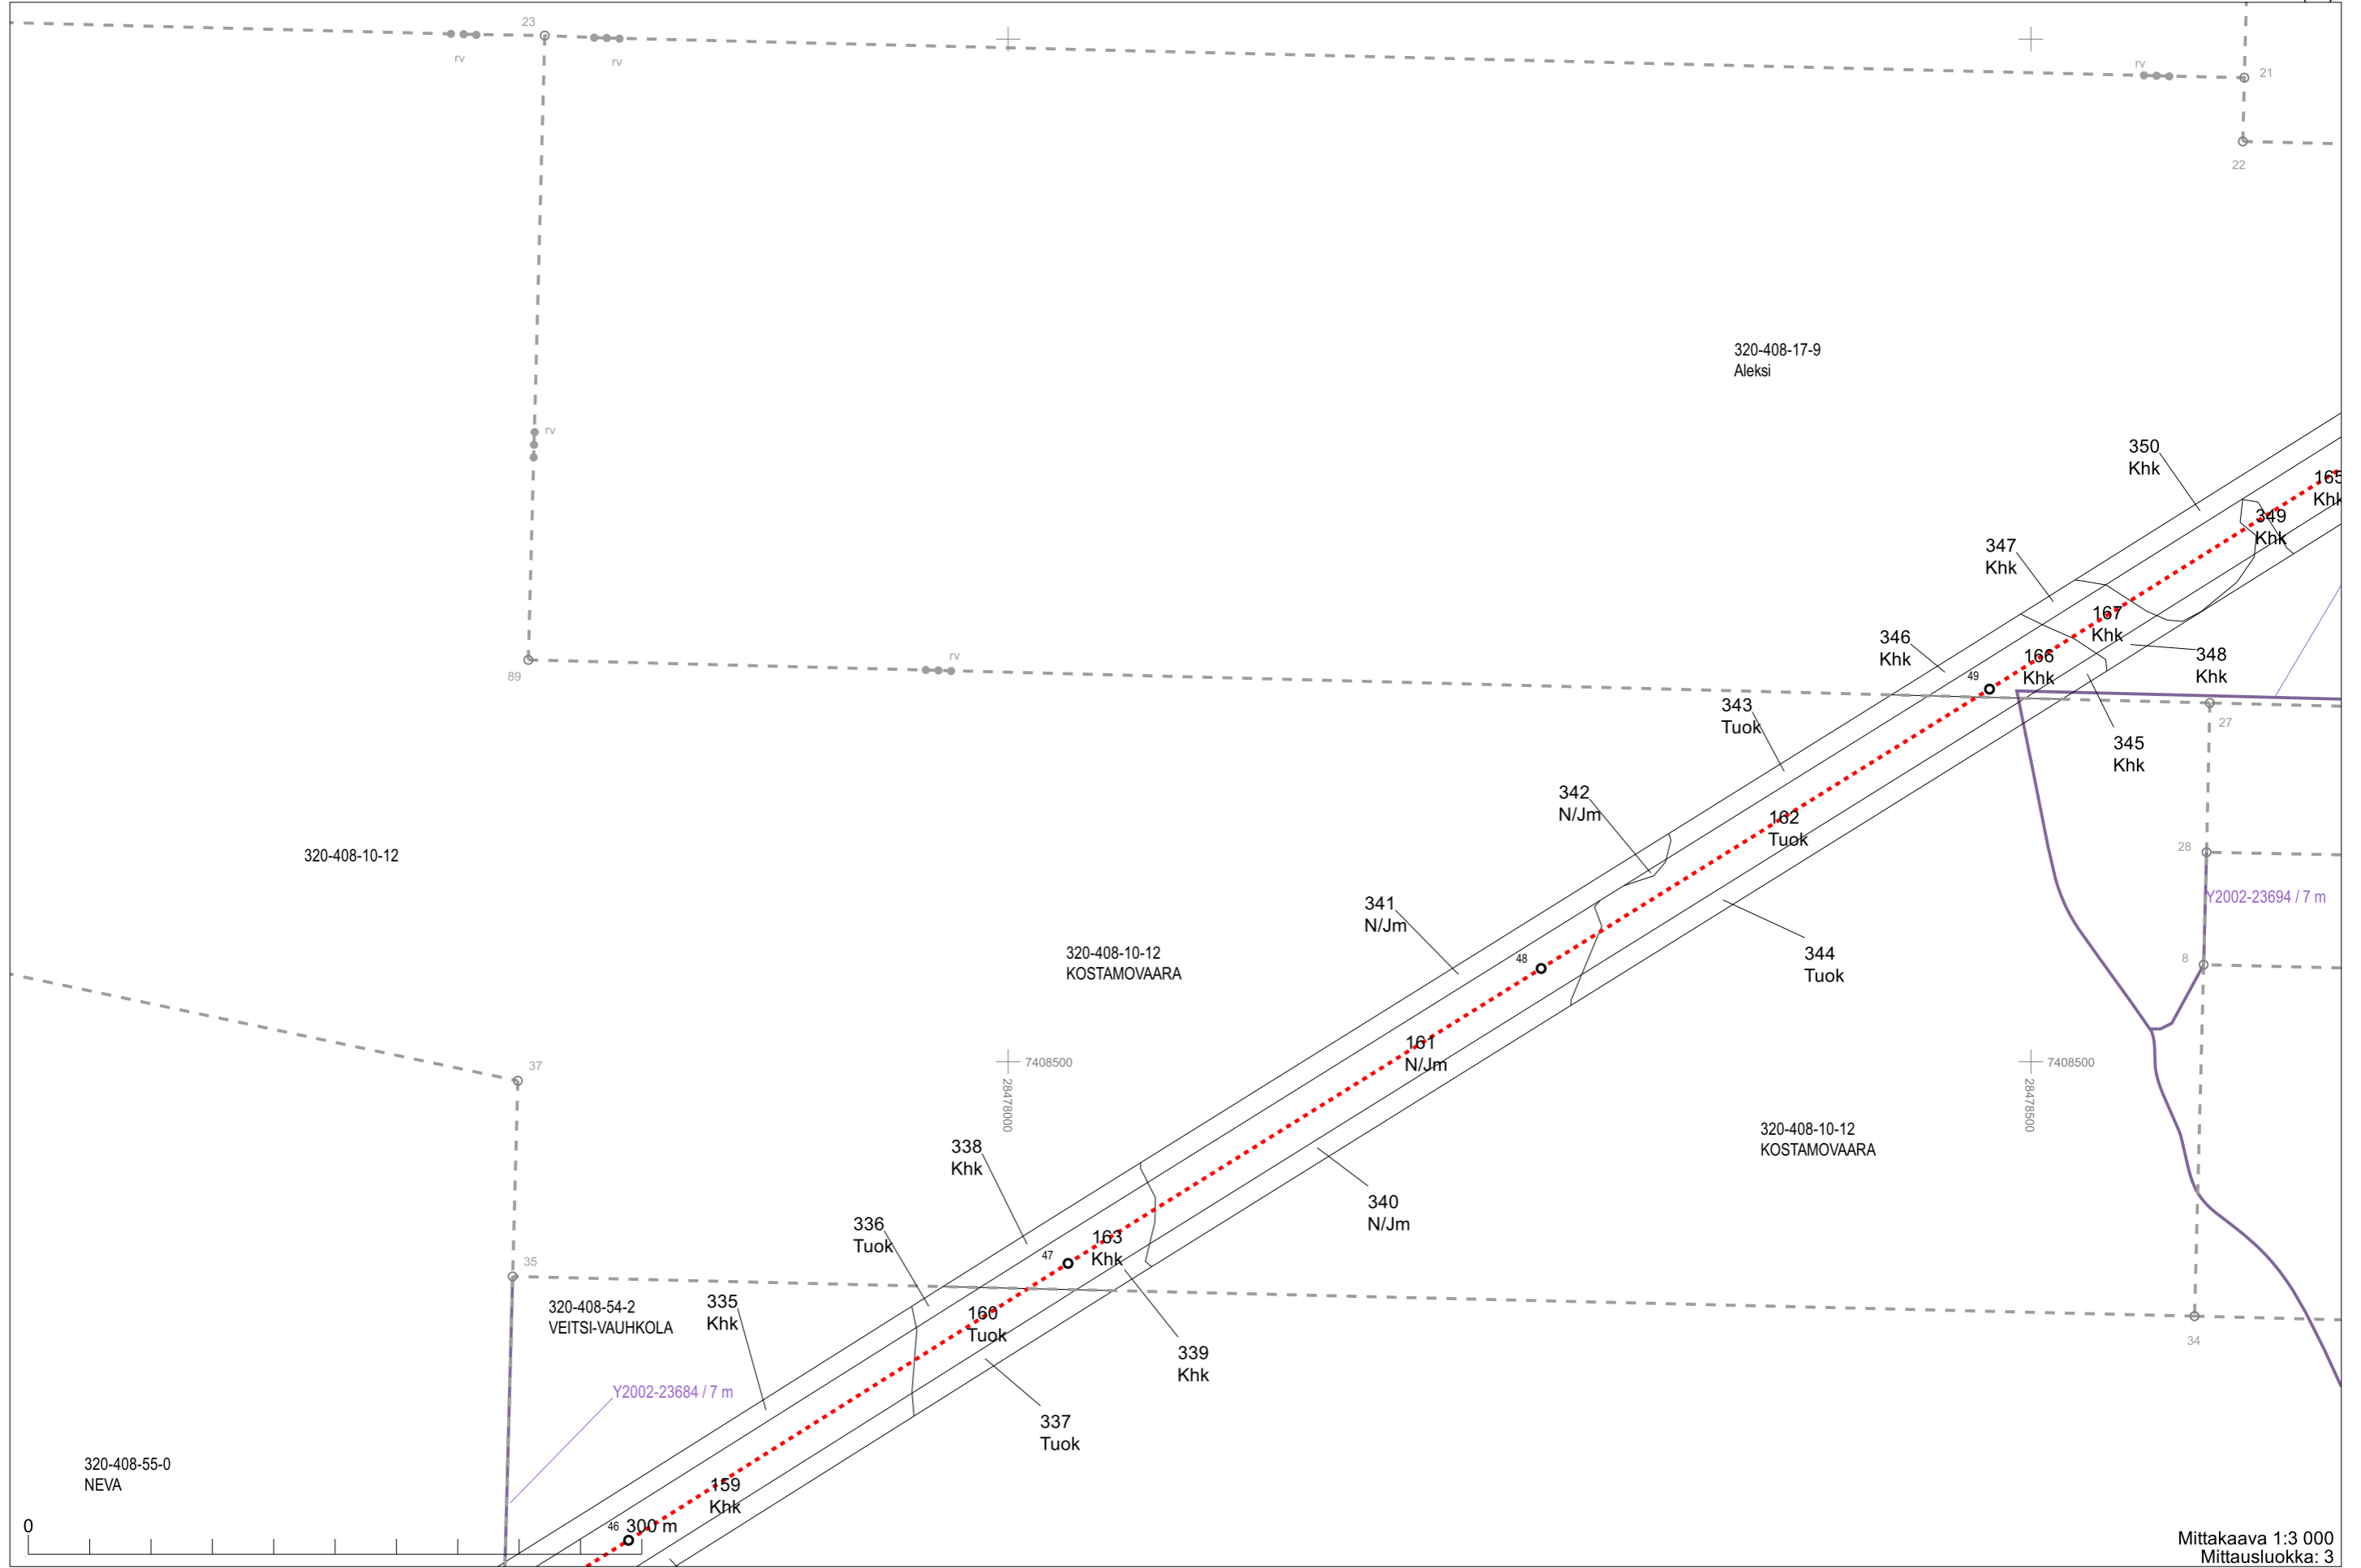 23
rv
rv
rv
21
22
320-408-17-9
Aleksi
rv
350
Khk
165
Khk
349
Khk
347
Khk
167
Khk
346
Khk
166
Khk
348
Khk
rv
89
49
343
Tuok
27
345
Khk
342
N/Jm
162
Tuok
28
320-408-10-12
Y2002-23694 / 7 m
341
N/Jm
320-408-10-12
KOSTAMOVAARA
48
344
Tuok
8
161
N/Jm
37
7408500
28478000
7408500
28478500
320-408-10-12
KOSTAMOVAARA
338
Khk
340
N/Jm
336
Tuok
47
163
Khk
35
320-408-54-2
VEITSI-VAUHKOLA
335
Khk
160
Tuok
339
Khk
34
Y2002-23684 / 7 m
337
Tuok
320-408-55-0
NEVA
159
Khk
0
46
300 m
Mittakaava 1:3 000
Mittausluokka: 3